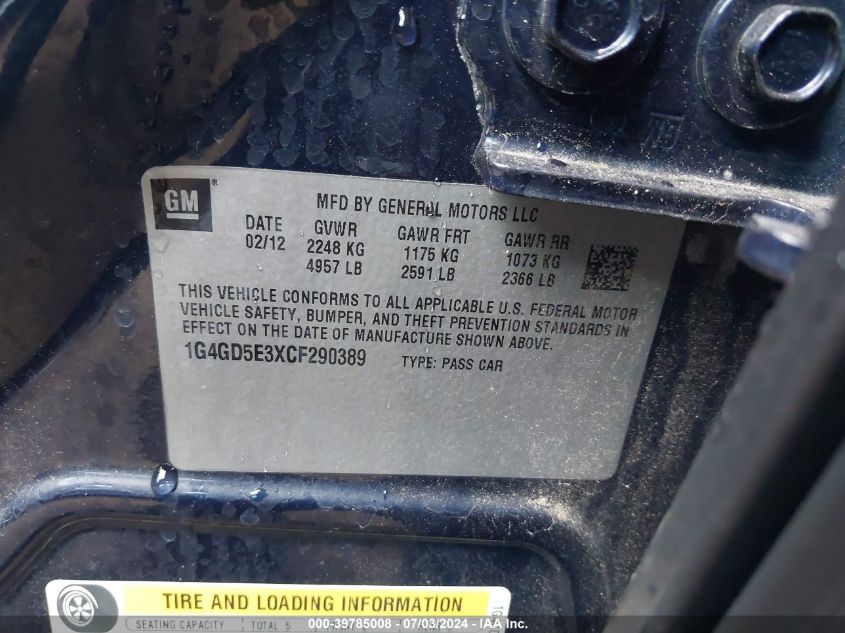 GM
MFD BY GENERAL MOTORS LLC
DATE GVWR GAWR FRT GAWR RR
02/12 2248 KG 1175 KG 1073 KG
4957 LB 2591 LB 2366 LB
THIS VEHICLE CONFORMS TO ALL APPLICABLE U.S. FEDERAL MOTOR
VEHICLE SAFETY, BUMPER, AND THEFT PREVENTION STANDARDS IN
EFFECT ON THE DATE OF MANUFACTURE SHOWN ABOVE.
1G4GD5E3XCF290389 TYPE: PASS CAR
TIRE AND LOADING INFORMATION
SEATING CAPACITY TOTAL 5
000-39785008 - 07/03/2024 - IAA Inc.